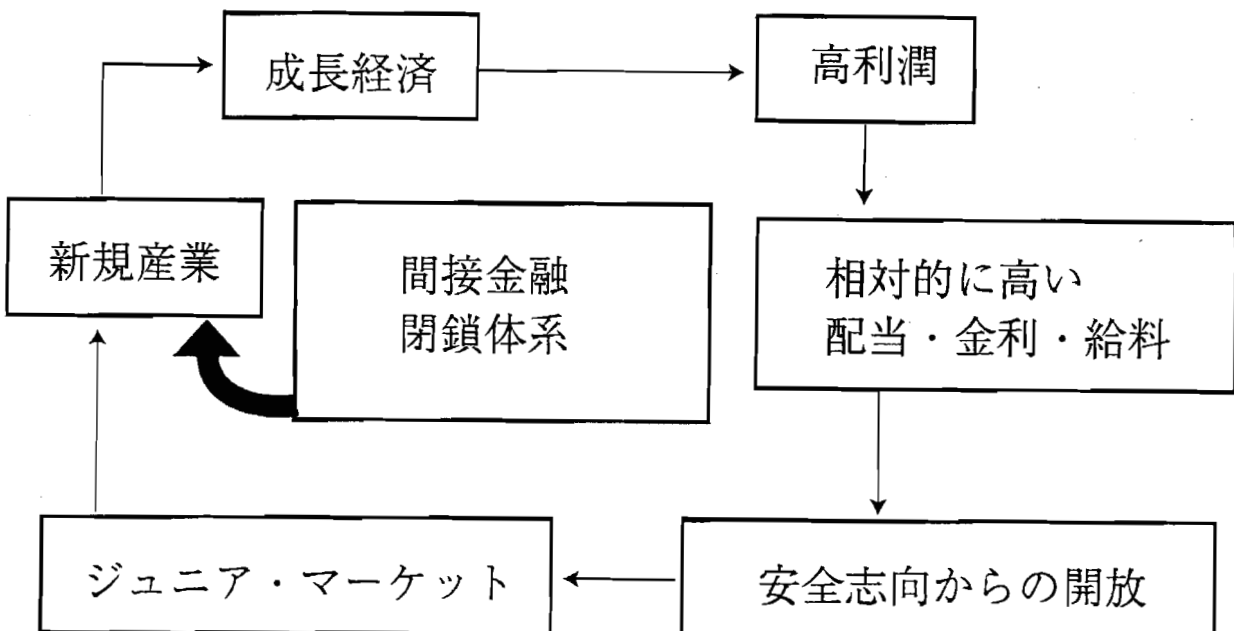 成長経済
高利潤
新規産業
間接金融
閉鎖体系
相対的に高い
配当・金利・給料
ジュニア・マーケット
安全志向からの開放